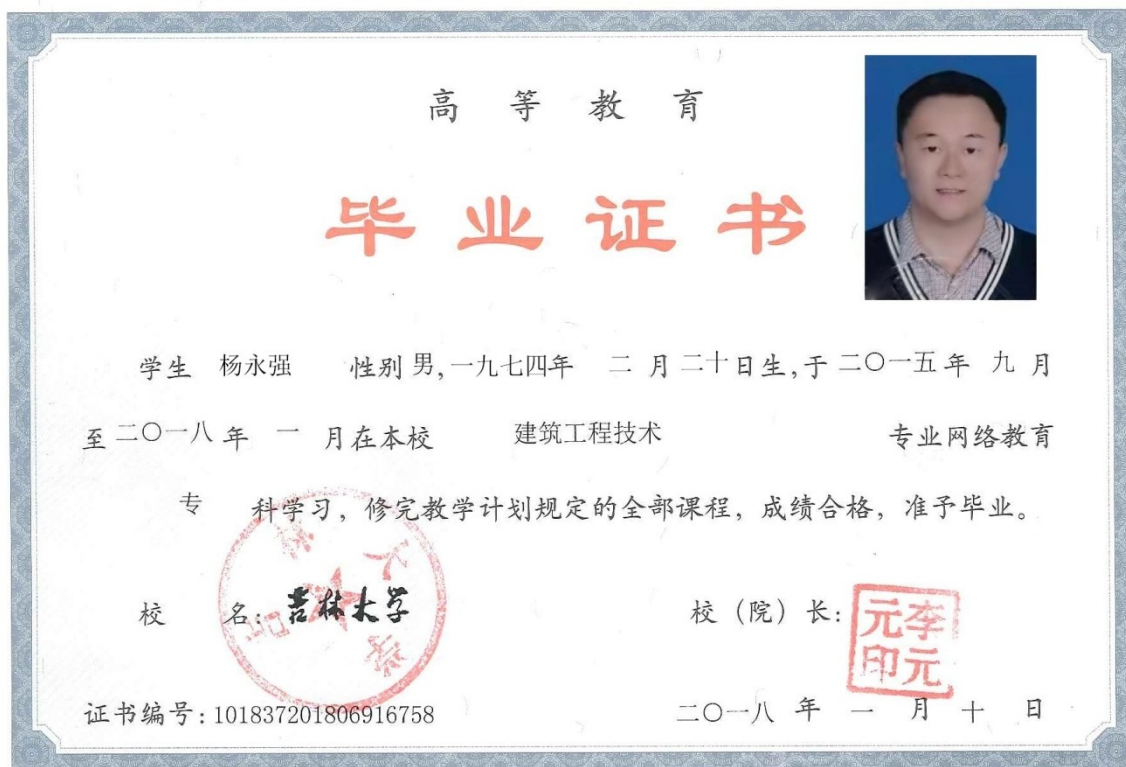 高等教育
毕业证书
学生 杨永强 性别 男,一九七四年 二 月 二十日生,于 二〇一五 年 九 月
至 二〇一八 年 一 月在本校 建筑工程技术 专业网络教育
专 科学习，修完教学计划规定的全部课程，成绩合格，准予毕业。
校 名: 吉林大学
吉林大学
校（院）长:
李元元印
证书编号: 101837201806916758
二〇一八 年 一 月 十 日